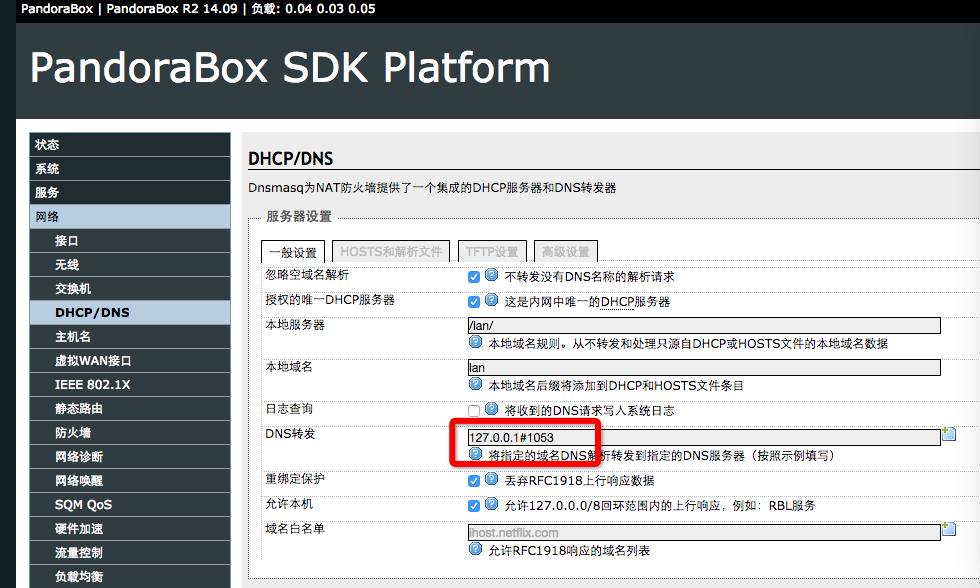 PandoraBox | PandoraBox R2 14.09 | 负载: 0.04 0.03 0.05
PandoraBox SDK Platform
状态
系统
服务
网络
接口
无线
交换机
DHCP/DNS
主机名
虚拟WAN接口
IEEE 802.1X
静态路由
防火墙
网络诊断
网络唤醒
SQM QoS
硬件加速
流量控制
负载均衡
DHCP/DNS
Dnsmasq为NAT防火墙提供了一个集成的DHCP服务器和DNS转发器
服务器设置
一般设置 HOSTS和解析文件 TFTP设置 高级设置
忽略空域名解析 不转发没有DNS名称的解析请求
授权的唯一DHCP服务器 这是内网中唯一的DHCP服务器
本地服务器 /lan/
本地域名规则。从不转发和处理只源自DHCP或HOSTS文件的本地域名数据
本地域名 lan
本地域名后缀将添加到DHCP和HOSTS文件条目
日志查询 将收到的DNS请求写入系统日志
DNS转发 127.0.0.1#1053
将指定的域名DNS解析转发到指定的DNS服务器（按照示例填写）
重绑定保护 丢弃RFC1918上行响应数据
允许本机 允许127.0.0.0/8回环范围内的上行响应，例如：RBL服务
域名白名单 ihost.netflix.com
允许RFC1918响应的域名列表